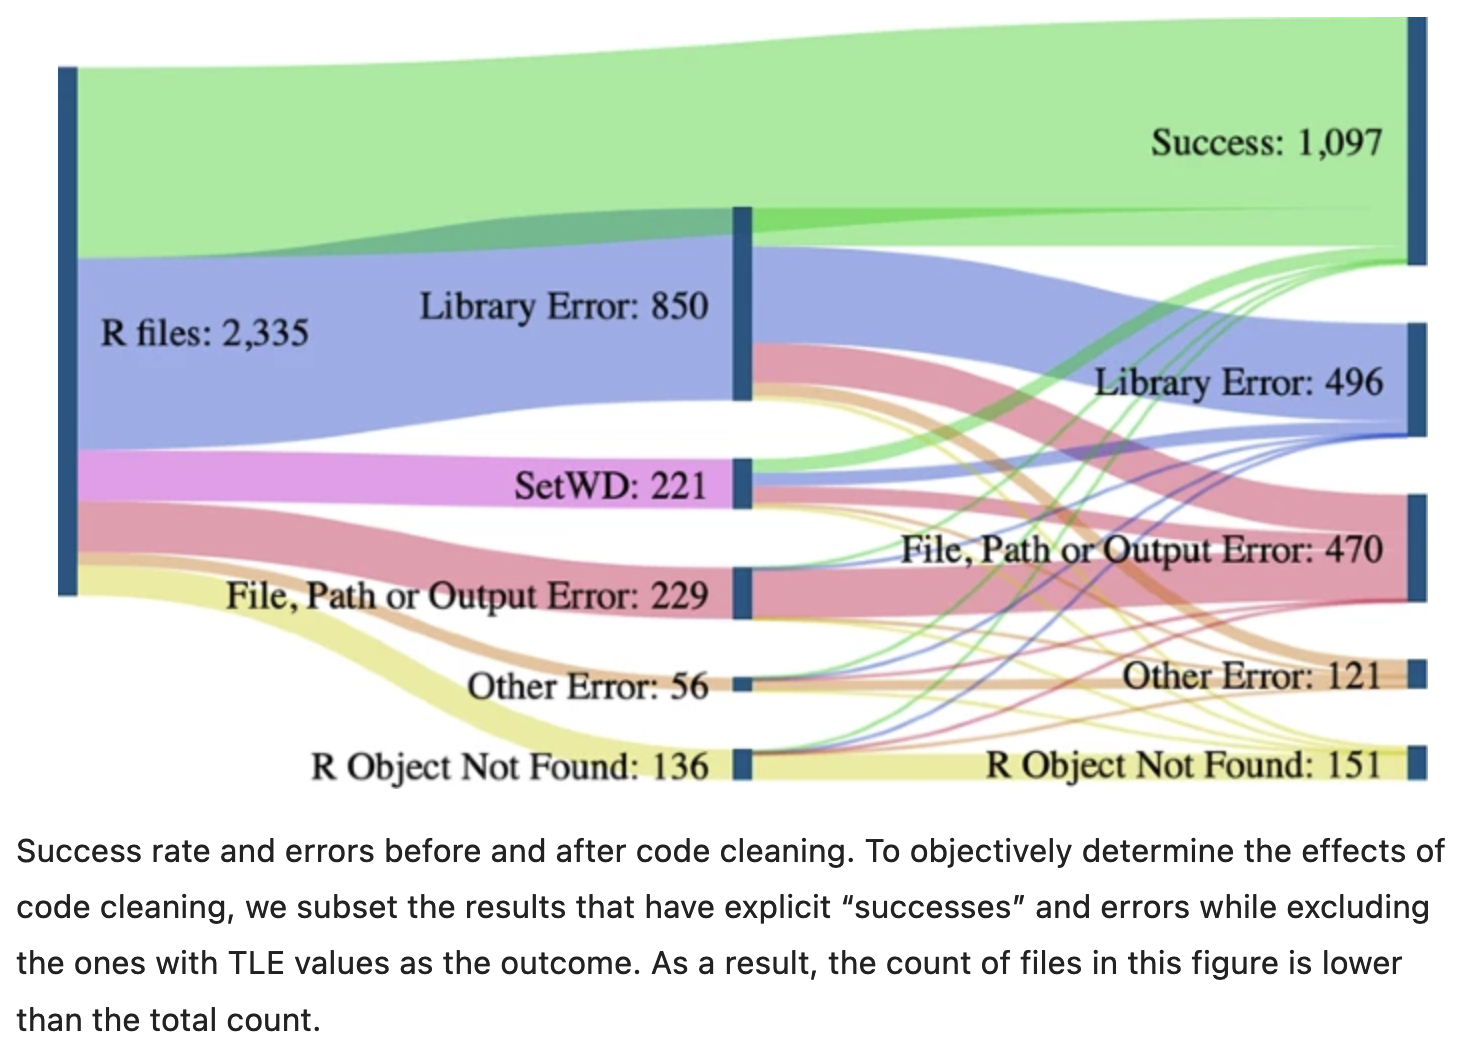 Success: 1,097
R files: 2,335
Library Error: 850
Library Error: 496
SetWD: 221
File, Path or Output Error: 470
File, Path or Output Error: 229
Other Error: 121
Other Error: 56
R Object Not Found: 136
R Object Not Found: 151
Success rate and errors before and after code cleaning. To objectively determine the effects of
code cleaning, we subset the results that have explicit “successes” and errors while excluding
the ones with TLE values as the outcome. As a result, the count of files in this figure is lower
than the total count.